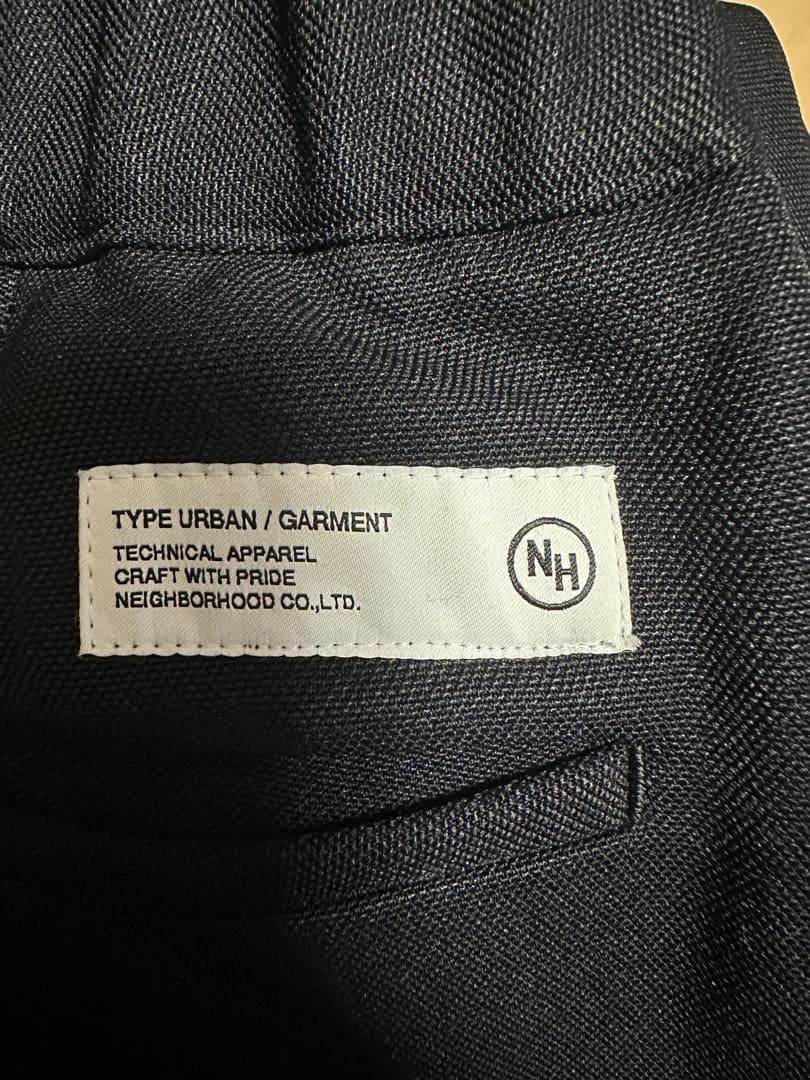 TYPE URBAN / GARMENT
TECHNICAL APPAREL
CRAFT WITH PRIDE
NEIGHBORHOOD CO.,LTD.
NH